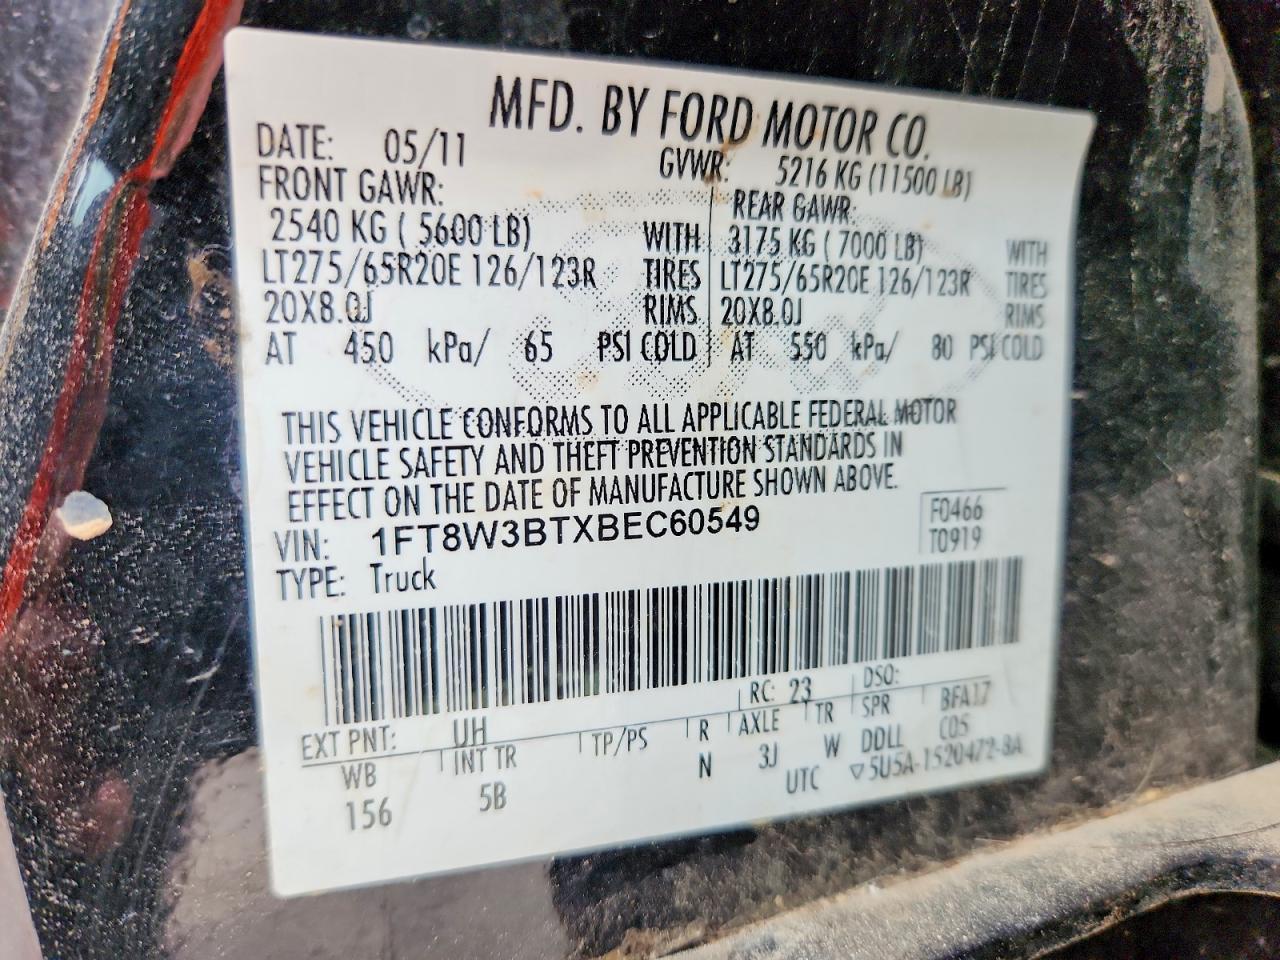 MFD. BY FORD MOTOR CO.
DATE: 05/11 GVWR: 5216 KG (11500 LB)
FRONT GAWR: REAR GAWR:
2540 KG ( 5600 LB) WITH 3175 KG ( 7000 LB) WITH
LT275/65R20E 126/123R TIRES LT275/65R20E 126/123R TIRES
20X8.0J RIMS 20X8.0J RIMS
AT 450 kPa/ 65 PSI COLD AT 550 kPa/ 80 PSI COLD
THIS VEHICLE CONFORMS TO ALL APPLICABLE FEDERAL MOTOR
VEHICLE SAFETY AND THEFT PREVENTION STANDARDS IN
EFFECT ON THE DATE OF MANUFACTURE SHOWN ABOVE.
VIN: 1FT8W3BTXBEC60549 F0466
TYPE: Truck T0919
EXT PNT: UH RC: 23 DSO:
WB INT TR TP/PS R AXLE TR SPR BFA17
156 5B N 3J W DDLL C05
UTC ▽5U5A-1520472-BA